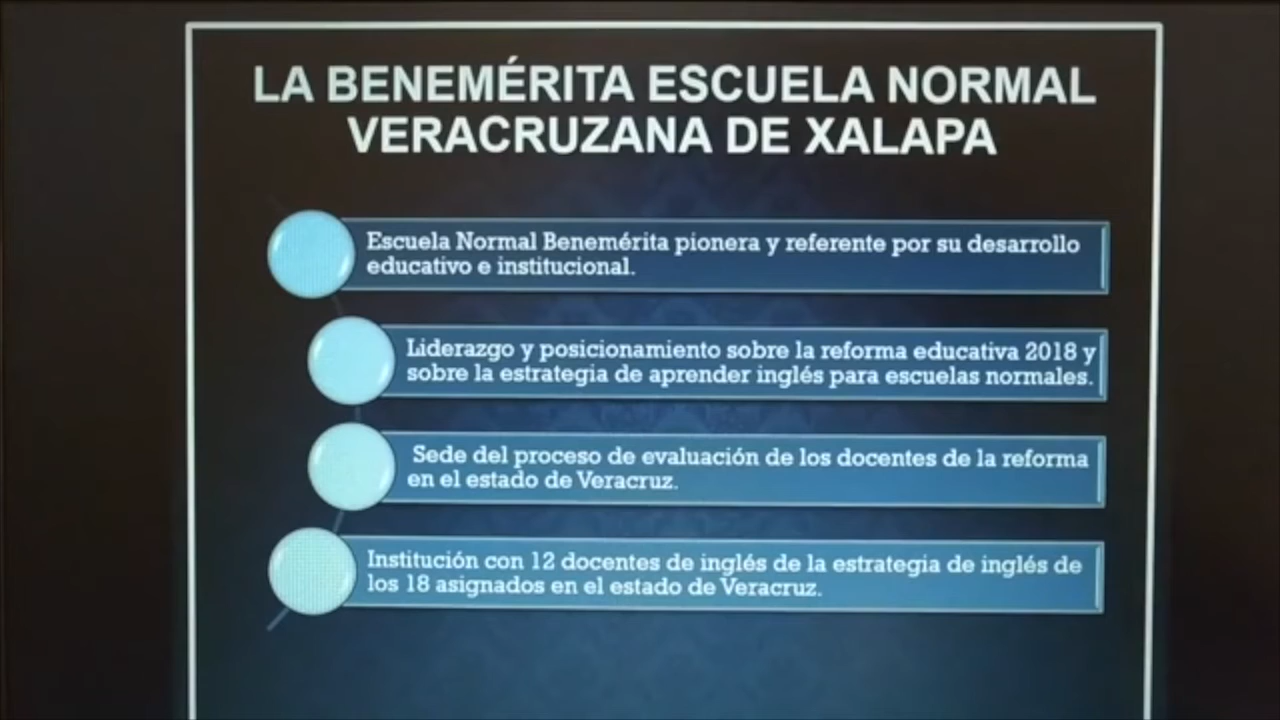 LA BENEMÉRITA ESCUELA NORMAL
VERACRUZANA DE XALAPA
Escuela Normal Benemérita pionera y referente por su desarrollo
educativo e institucional.
Liderazgo y posicionamiento sobre la reforma educativa 2018 y
sobre la estrategia de aprender inglés para escuelas normales.
Sede del proceso de evaluación de los docentes de la reforma
en el estado de Veracruz.
Institución con 12 docentes de inglés de la estrategia de inglés de
los 18 asignados en el estado de Veracruz.